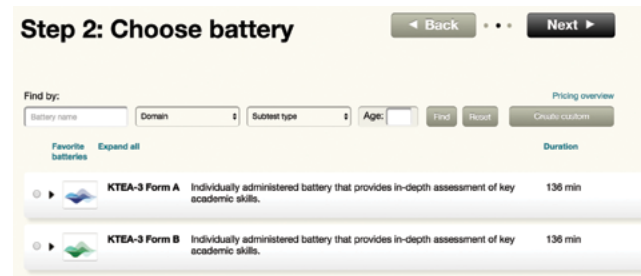 Step 2: Choose battery
◄ Back
Next ►
Find by:
Pricing overview
Battery name
Domain
Subtest type
Age:
Find
Reset
Create custom
Favorite batteries
Expand all
Duration
KTEA-3 Form A
Individually administered battery that provides in-depth assessment of key
academic skills.
136 min
KTEA-3 Form B
Individually administered battery that provides in-depth assessment of key
academic skills.
136 min